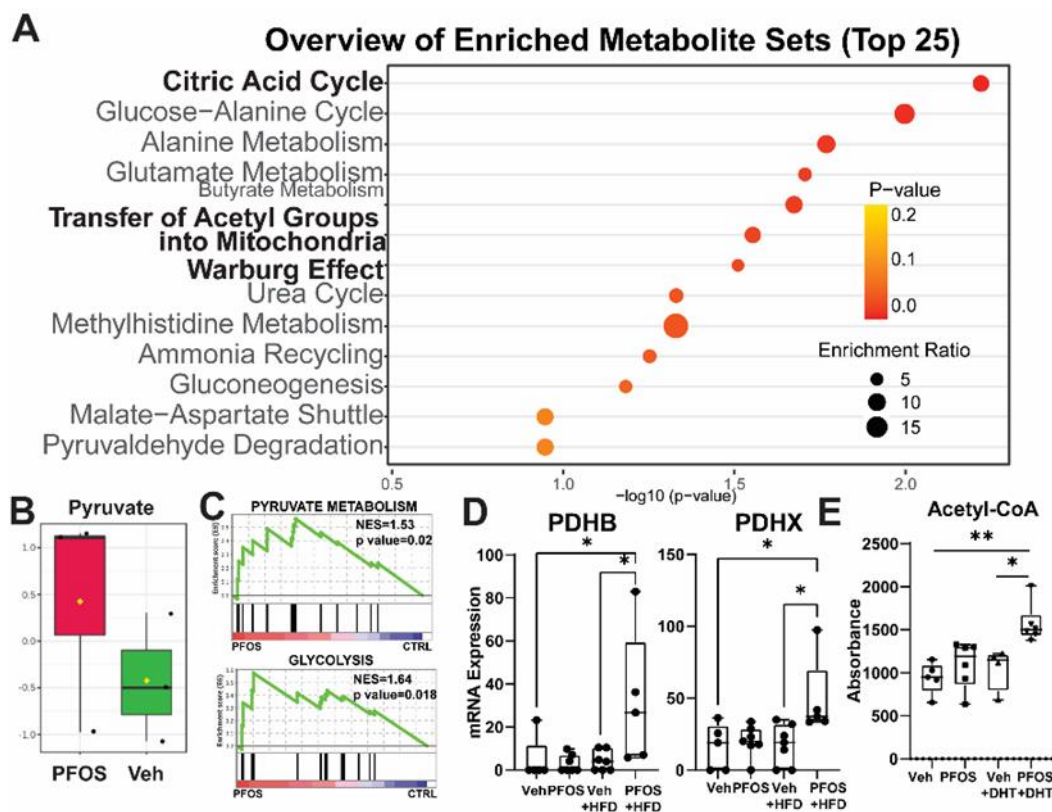 A
Overview of Enriched Metabolite Sets (Top 25)
Citric Acid Cycle
Glucose−Alanine Cycle
Alanine Metabolism
Glutamate Metabolism
Butyrate Metabolism
Transfer of Acetyl Groups
into Mitochondria
Warburg Effect
Urea Cycle
Methylhistidine Metabolism
Ammonia Recycling
Gluconeogenesis
Malate−Aspartate Shuttle
Pyruvaldehyde Degradation
P-value
0.2
0.1
0.0
Enrichment Ratio
5
10
15
0.5
1.0
1.5
2.0
−log10 (p-value)
B
Pyruvate
1.0
0.5
0.0
-0.5
-1.0
PFOS
Veh
C
PYRUVATE METABOLISM
NES=1.53
p value=0.02
Enrichment score (ES)
PFOS
CTRL
GLYCOLYSIS
NES=1.64
p value=0.018
Enrichment score (ES)
PFOS
CTRL
D
PDHB
*
*
mRNA Expression
100
80
60
40
20
0
Veh
PFOS
Veh
+HFD
PFOS
+HFD
PDHX
*
*
150
100
50
0
Veh
PFOS
Veh
+HFD
PFOS
+HFD
E
Acetyl-CoA
**
*
Absorbance
2500
2000
1500
1000
500
0
Veh
PFOS
Veh
+DHT
PFOS
+DHT